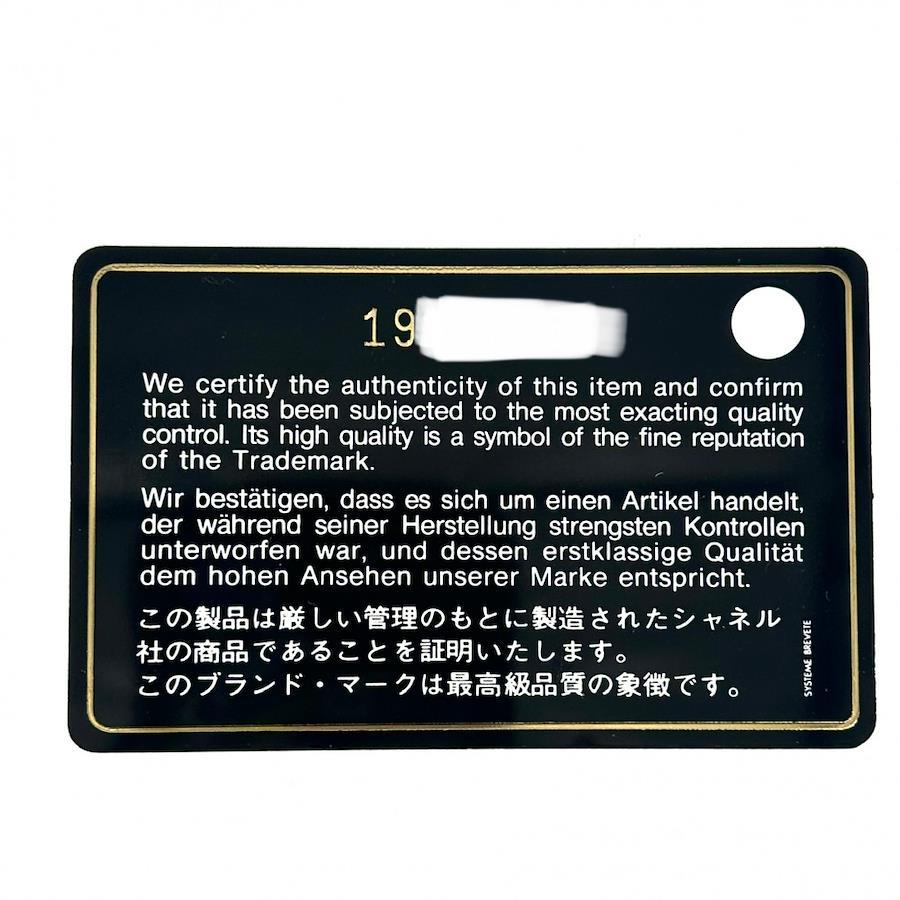 19
We certify the authenticity of this item and confirm
that it has been subjected to the most exacting quality
control. Its high quality is a symbol of the fine reputation
of the Trademark.
Wir bestätigen, dass es sich um einen Artikel handelt,
der während seiner Herstellung strengsten Kontrollen
unterworfen war, und dessen erstklassige Qualität
dem hohen Ansehen unserer Marke entspricht.
この製品は厳しい管理のもとに製造されたシャネル
社の商品であることを証明いたします。
このブランド・マークは最高級品質の象徴です。
SYSTEME BREVETE